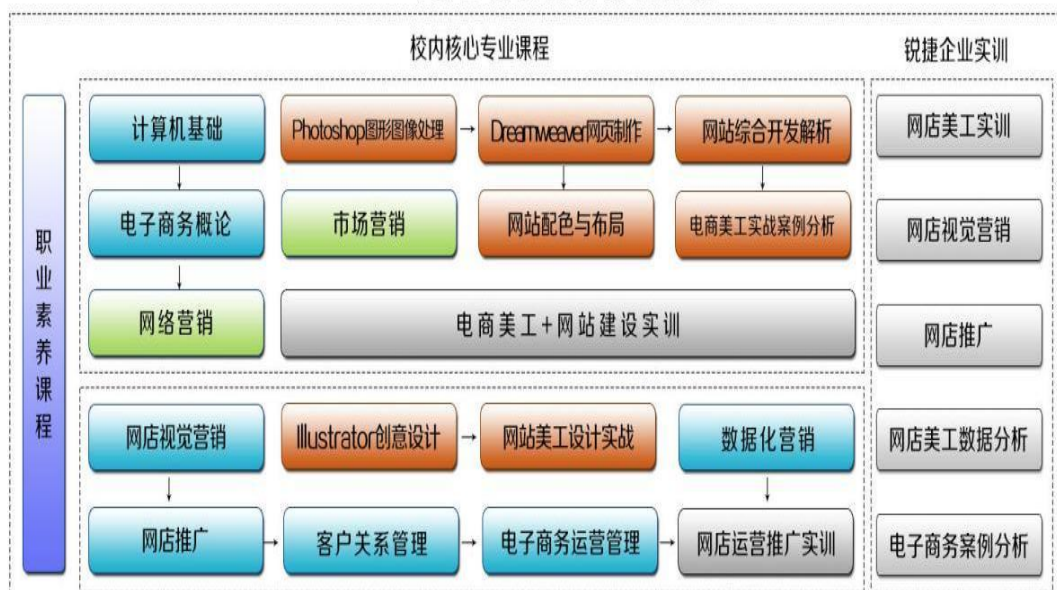 校内核心专业课程
锐捷企业实训
职业素养课程
计算机基础
Photoshop图形图像处理
Dreamweaver网页制作
网站综合开发解析
网店美工实训
电子商务概论
市场营销
网站配色与布局
电商美工实战案例分析
网店视觉营销
网络营销
电商美工+网站建设实训
网店推广
网店视觉营销
Illustrator创意设计
网站美工设计实战
数据化营销
网店美工数据分析
网店推广
客户关系管理
电子商务运营管理
网店运营推广实训
电子商务案例分析